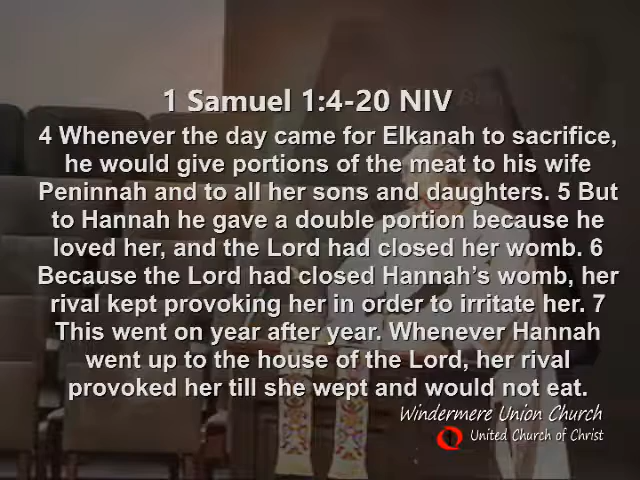 1 Samuel 1:4-20 NIV
4 Whenever the day came for Elkanah to sacrifice,
he would give portions of the meat to his wife
Peninnah and to all her sons and daughters. 5 But
to Hannah he gave a double portion because he
loved her, and the Lord had closed her womb. 6
Because the Lord had closed Hannah's womb, her
rival kept provoking her in order to irritate her. 7
This went on year after year. Whenever Hannah
went up to the house of the Lord, her rival
provoked her till she wept and would not eat.
Windermere Union Church
United Church of Christ